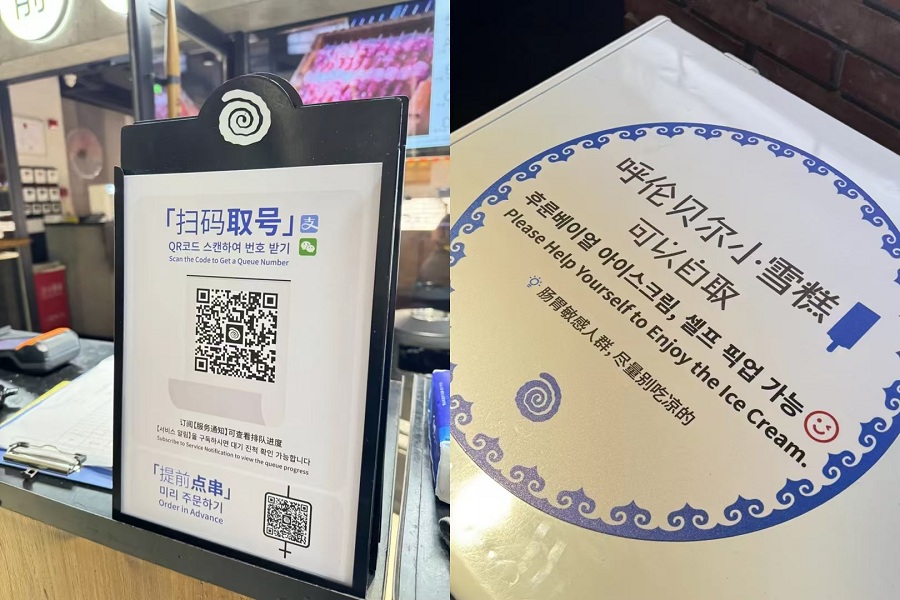 「扫码取号」
支
QR코드 스캔하여 번호 받기
Scan the Code to Get a Queue Number
订阅【服务通知】可查看排队进度
【서비스 알림】을 구독하시면 대기 진적 확인 가능합니다
Subscribe to Service Notification to view the queue progress
「提前点串」
미리 주문하기
Order in Advance
呼伦贝尔小·雪糕
可以自取
후룬베이얼 아이스크림, 셀프 픽업 가능
Please Help Yourself to Enjoy the Ice Cream.
肠胃敏感人群，尽量别吃凉的